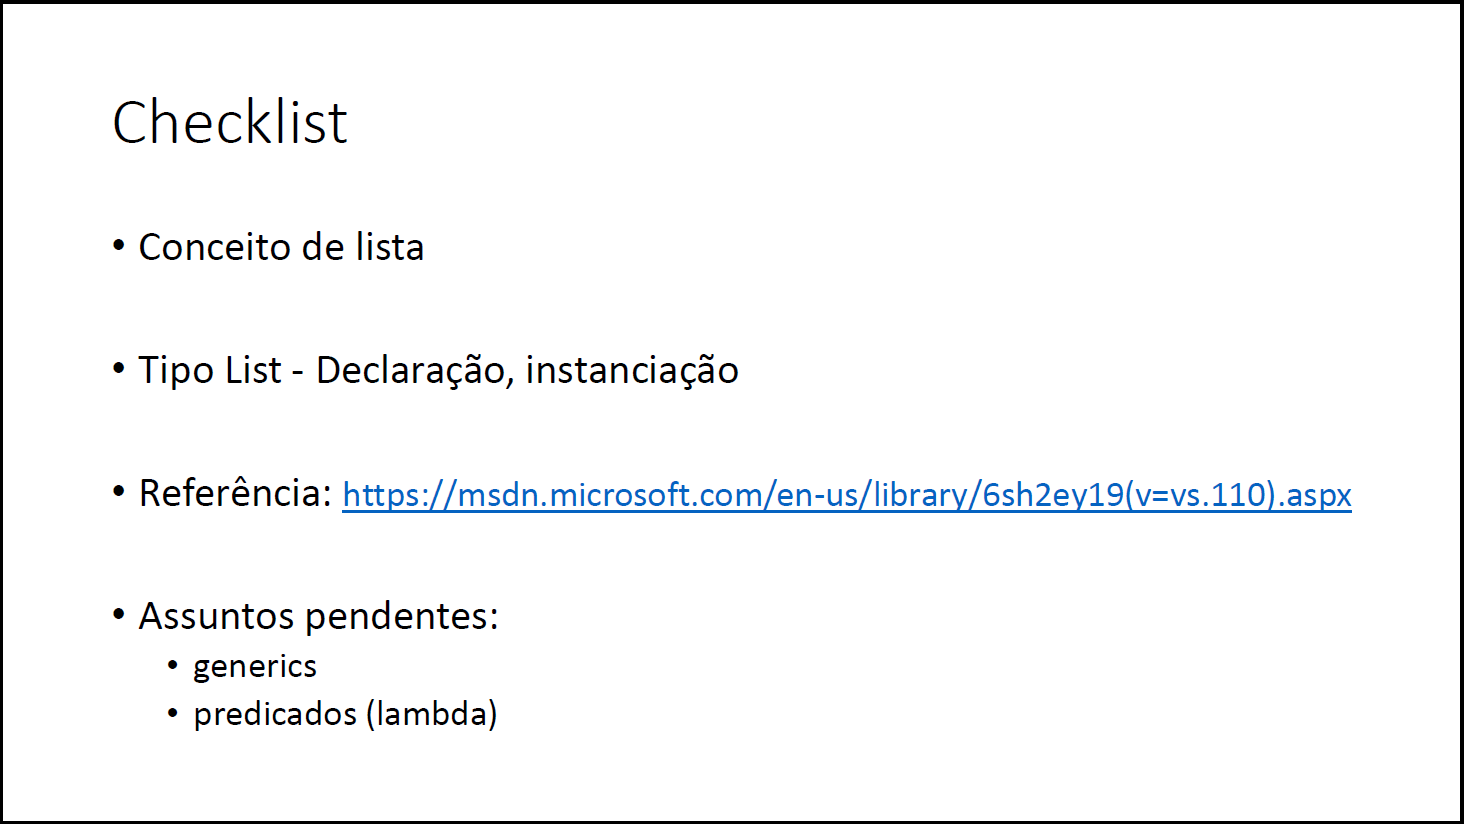 Checklist
• Conceito de lista
• Tipo List - Declaração, instanciação
• Referência: https://msdn.microsoft.com/en-us/library/6sh2ey19(v=vs.110).aspx
• Assuntos pendentes:
• generics
• predicados (lambda)